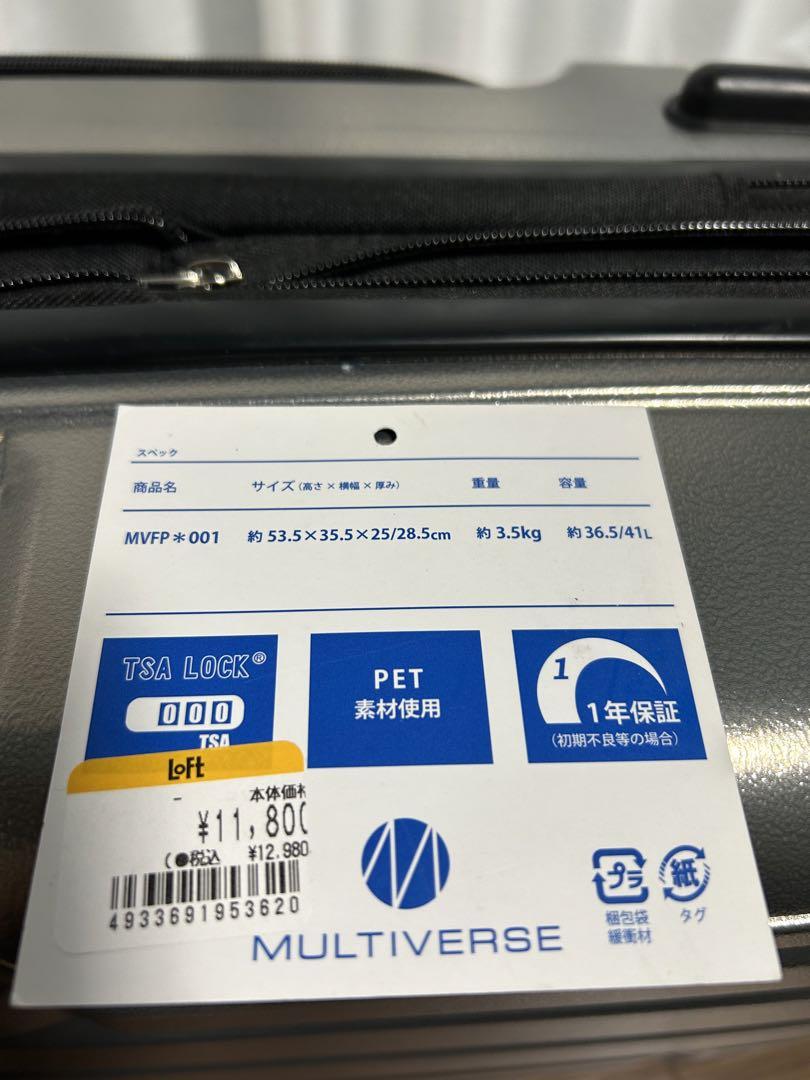 スペック
商品名 サイズ（高さ×横幅×厚み） 重量 容量
MVFP＊001 約 53.5×35.5×25/28.5cm 約 3.5kg 約 36.5/41L
TSA LOCK®
000
TSA
PET
素材使用
1
1年保証
（初期不良等の場合）
LoFt
本体価格
¥11,800
(●税込 ¥12,980
4933691953620
MULTIVERSE
プラ
梱包袋
緩衝材
紙
タグ